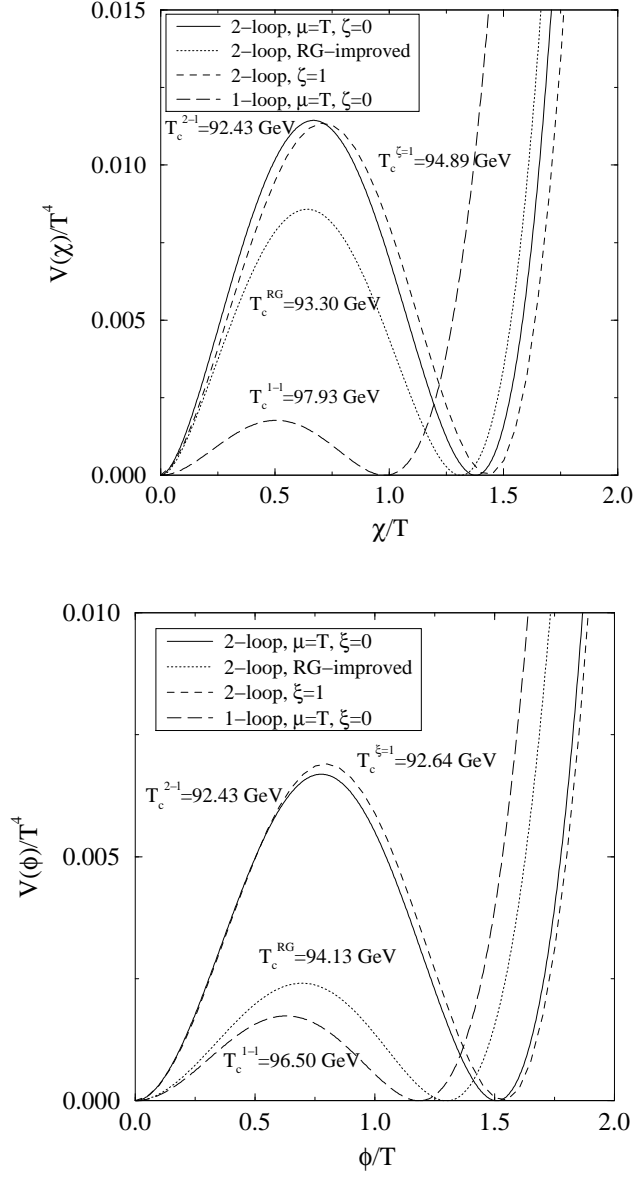 0.015
2−loop, μ=T, ζ=0
2−loop, RG−improved
2−loop, ζ=1
1−loop, μ=T, ζ=0
T_c^{2−l}=92.43 GeV
T_c^{ζ=1}=94.89 GeV
0.010
V(χ)/T^4
T_c^{RG}=93.30 GeV
0.005
T_c^{1−l}=97.93 GeV
0.000
0.0 0.5 1.0 1.5 2.0
χ/T
0.010
2−loop, μ=T, ξ=0
2−loop, RG−improved
2−loop, ξ=1
1−loop, μ=T, ξ=0
T_c^{ξ=1}=92.64 GeV
T_c^{2−l}=92.43 GeV
0.005
V(ϕ)/T^4
T_c^{RG}=94.13 GeV
T_c^{1−l}=96.50 GeV
0.000
0.0 0.5 1.0 1.5 2.0
ϕ/T